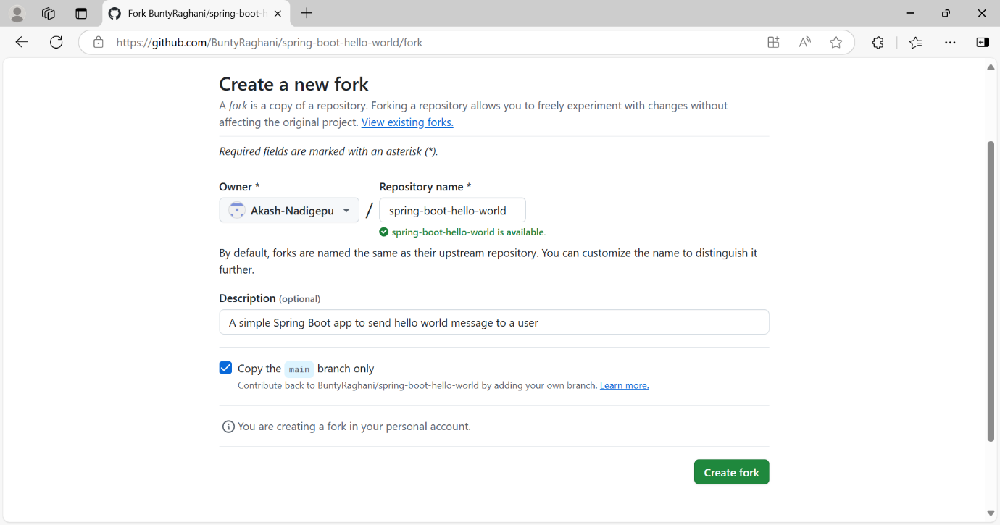 Fork BuntyRaghani/spring-boot-h
https://github.com/BuntyRaghani/spring-boot-hello-world/fork
Create a new fork
A fork is a copy of a repository. Forking a repository allows you to freely experiment with changes without
affecting the original project. View existing forks.
Required fields are marked with an asterisk (*).
Owner * Repository name *
Akash-Nadigepu / spring-boot-hello-world
spring-boot-hello-world is available.
By default, forks are named the same as their upstream repository. You can customize the name to distinguish it
further.
Description (optional)
A simple Spring Boot app to send hello world message to a user
Copy the main branch only
Contribute back to BuntyRaghani/spring-boot-hello-world by adding your own branch. Learn more.
You are creating a fork in your personal account.
Create fork